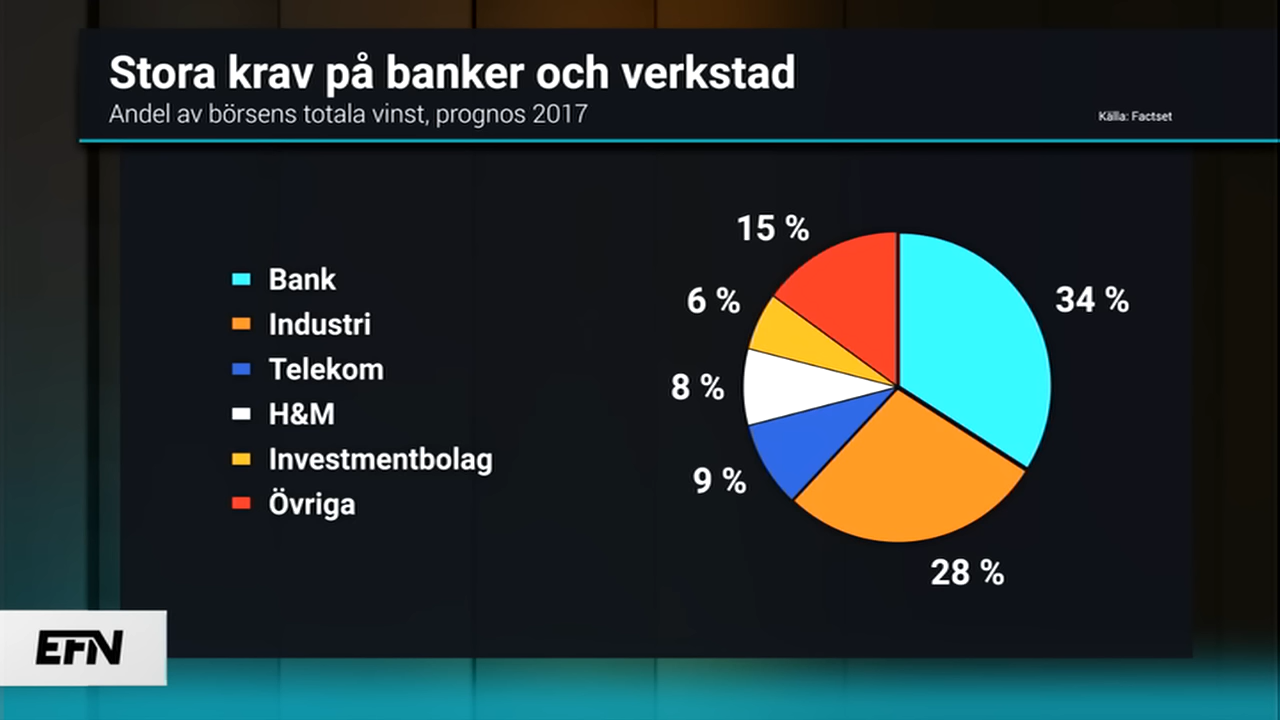 Stora krav på banker och verkstad
Andel av börsens totala vinst, prognos 2017
Källa: Factset
Bank
Industri
Telekom
H&M
Investmentbolag
Övriga
15 %
6 %
8 %
9 %
34 %
28 %
EFN